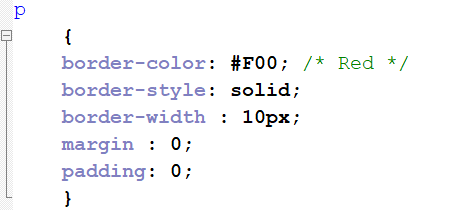 p
{
border-color: #F00; /* Red */
border-style: solid;
border-width : 10px;
margin : 0;
padding: 0;
}